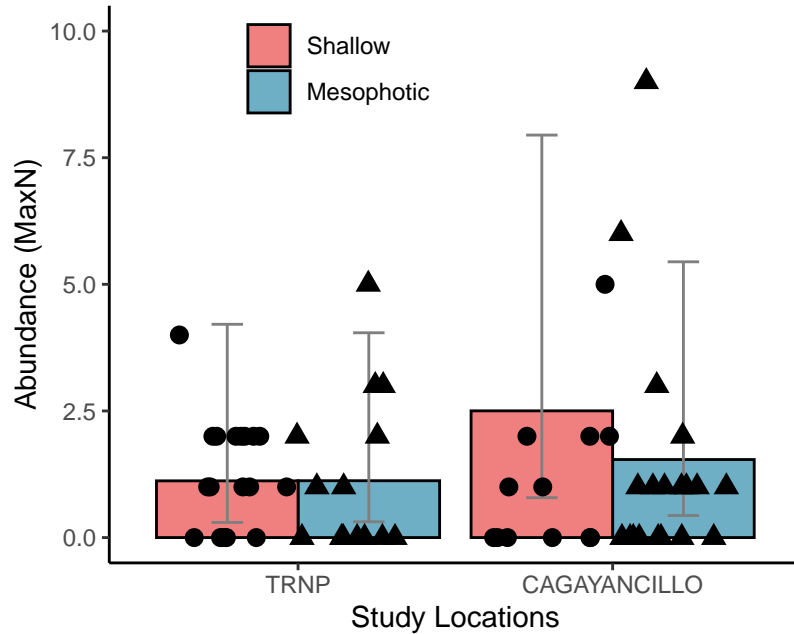 10.0
7.5
5.0
2.5
0.0
Abundance (MaxN)
Shallow
Mesophotic
TRNP
CAGAYANCILLO
Study Locations